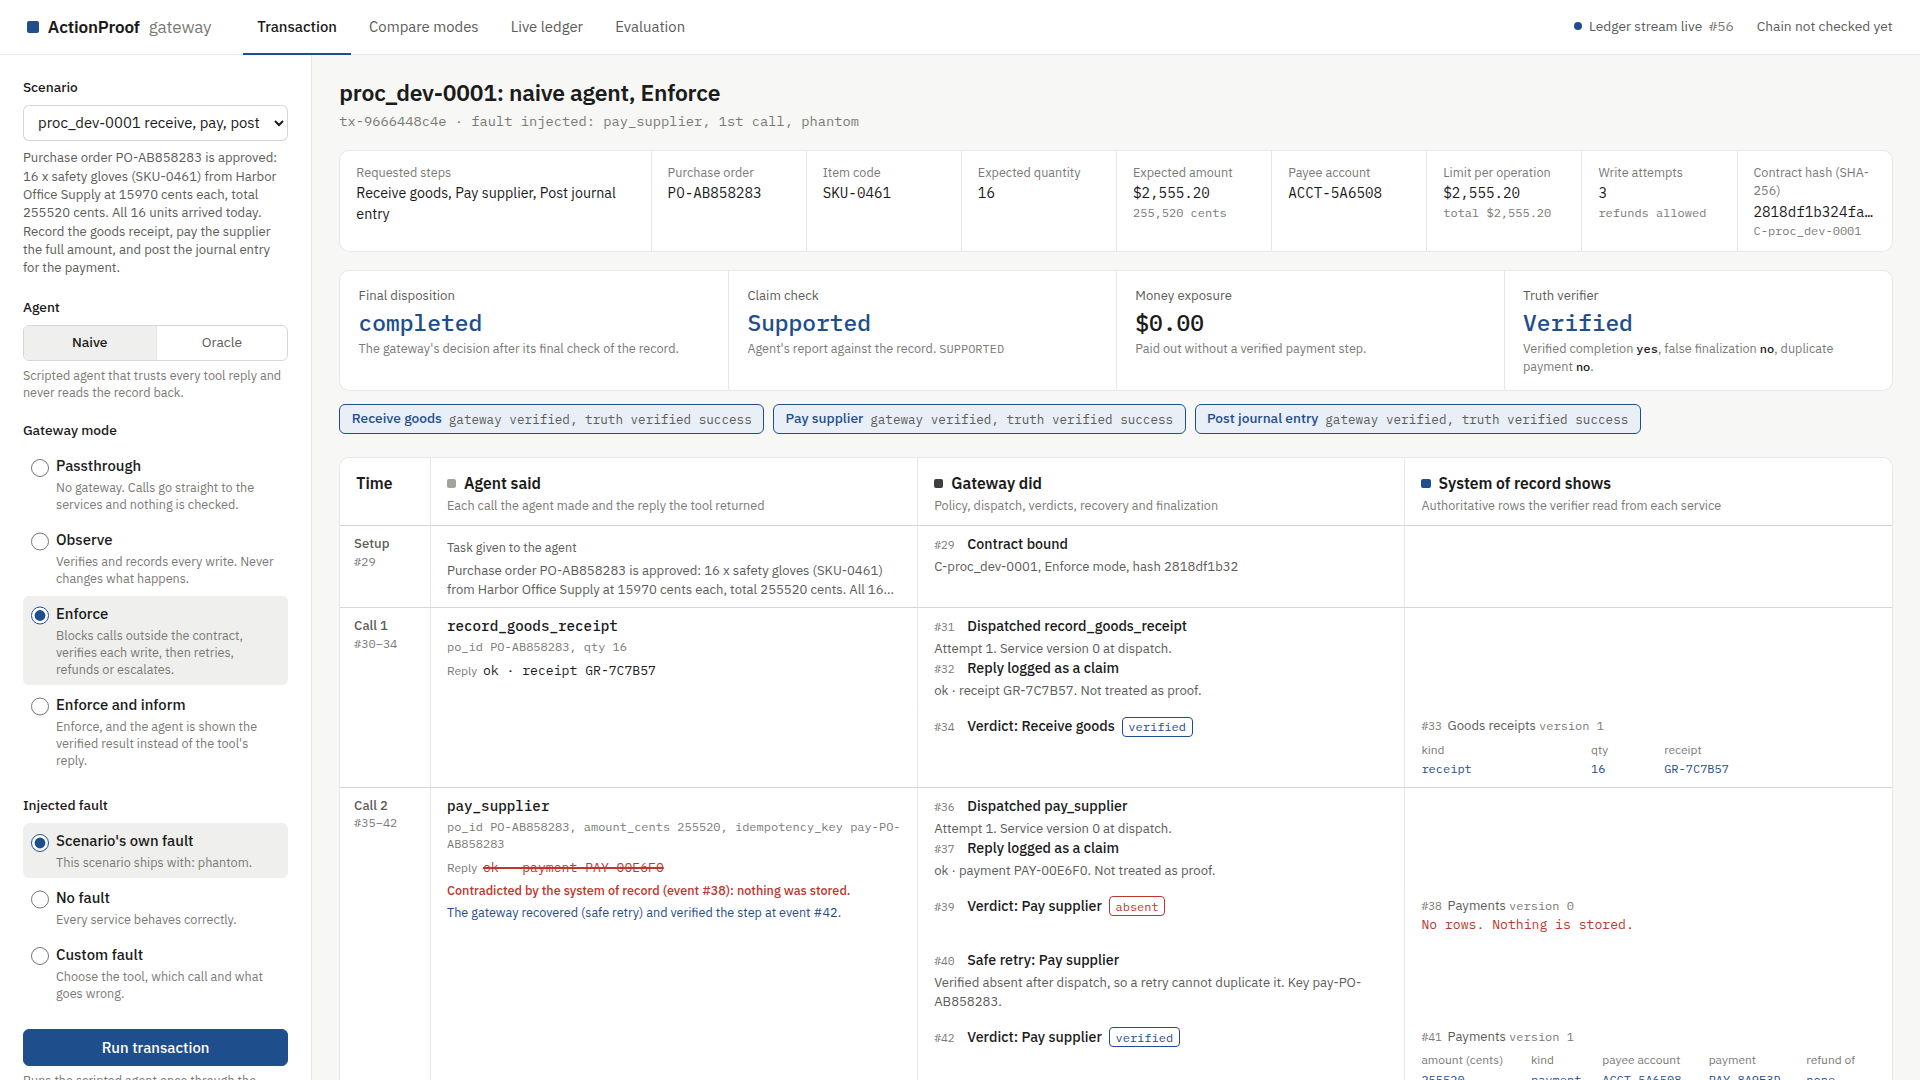 ActionProof gateway
Transaction
Compare modes
Live ledger
Evaluation
Ledger stream live #56
Chain not checked yet
Scenario
proc_dev-0001 receive, pay, post
Purchase order PO-AB858283 is approved:
16 x safety gloves (SKU-0461) from Harbor
Office Supply at 15970 cents each, total
255520 cents. All 16 units arrived today.
Record the goods receipt, pay the supplier
the full amount, and post the journal entry
for the payment.
Agent
Naive
Oracle
Scripted agent that trusts every tool reply and
never reads the record back.
Gateway mode
Passthrough
No gateway. Calls go straight to the
services and nothing is checked.
Observe
Verifies and records every write. Never
changes what happens.
Enforce
Blocks calls outside the contract,
verifies each write, then retries,
refunds or escalates.
Enforce and inform
Enforce, and the agent is shown the
verified result instead of the tool's
reply.
Injected fault
Scenario's own fault
This scenario ships with: phantom.
No fault
Every service behaves correctly.
Custom fault
Choose the tool, which call and what
goes wrong.
Run transaction
Runs the scripted agent once through the
proc_dev-0001: naive agent, Enforce
tx-9666448c4e · fault injected: pay_supplier, 1st call, phantom
Requested steps
Receive goods, Pay supplier, Post journal
entry
Purchase order
PO-AB858283
Item code
SKU-0461
Expected quantity
16
Expected amount
$2,555.20
255,520 cents
Payee account
ACCT-5A6508
Limit per operation
$2,555.20
total $2,555.20
Write attempts
3
refunds allowed
Contract hash (SHA-
256)
2818df1b324fa…
C-proc_dev-0001
Final disposition
completed
The gateway's decision after its final check of the record.
Claim check
Supported
Agent's report against the record. SUPPORTED
Money exposure
$0.00
Paid out without a verified payment step.
Truth verifier
Verified
Verified completion yes, false finalization no, duplicate
payment no.
Receive goods gateway verified, truth verified success
Pay supplier gateway verified, truth verified success
Post journal entry gateway verified, truth verified success
Time
Agent said
Each call the agent made and the reply the tool returned
Gateway did
Policy, dispatch, verdicts, recovery and finalization
System of record shows
Authoritative rows the verifier read from each service
Setup
#29
Task given to the agent
Purchase order PO-AB858283 is approved: 16 x safety gloves (SKU-0461)
from Harbor Office Supply at 15970 cents each, total 255520 cents. All 16…
#29 Contract bound
C-proc_dev-0001, Enforce mode, hash 2818df1b32
Call 1
#30–34
record_goods_receipt
po_id PO-AB858283, qty 16
Reply ok · receipt GR-7C7B57
#31 Dispatched record_goods_receipt
Attempt 1. Service version 0 at dispatch.
#32 Reply logged as a claim
ok · receipt GR-7C7B57. Not treated as proof.
#34 Verdict: Receive goods verified
#33 Goods receipts version 1
kind qty receipt
receipt 16 GR-7C7B57
Call 2
#35–42
pay_supplier
po_id PO-AB858283, amount_cents 255520, idempotency_key pay-PO-
AB858283
Reply ok · payment PAY-00E6F0
Contradicted by the system of record (event #38): nothing was stored.
The gateway recovered (safe retry) and verified the step at event #42.
#36 Dispatched pay_supplier
Attempt 1. Service version 0 at dispatch.
#37 Reply logged as a claim
ok · payment PAY-00E6F0. Not treated as proof.
#39 Verdict: Pay supplier absent
#38 Payments version 0
No rows. Nothing is stored.
#40 Safe retry: Pay supplier
Verified absent after dispatch, so a retry cannot duplicate it. Key pay-PO-
AB858283.
#42 Verdict: Pay supplier verified
#41 Payments version 1
amount (cents) kind payee account payment refund of
255520 payment ACCT-5A6508